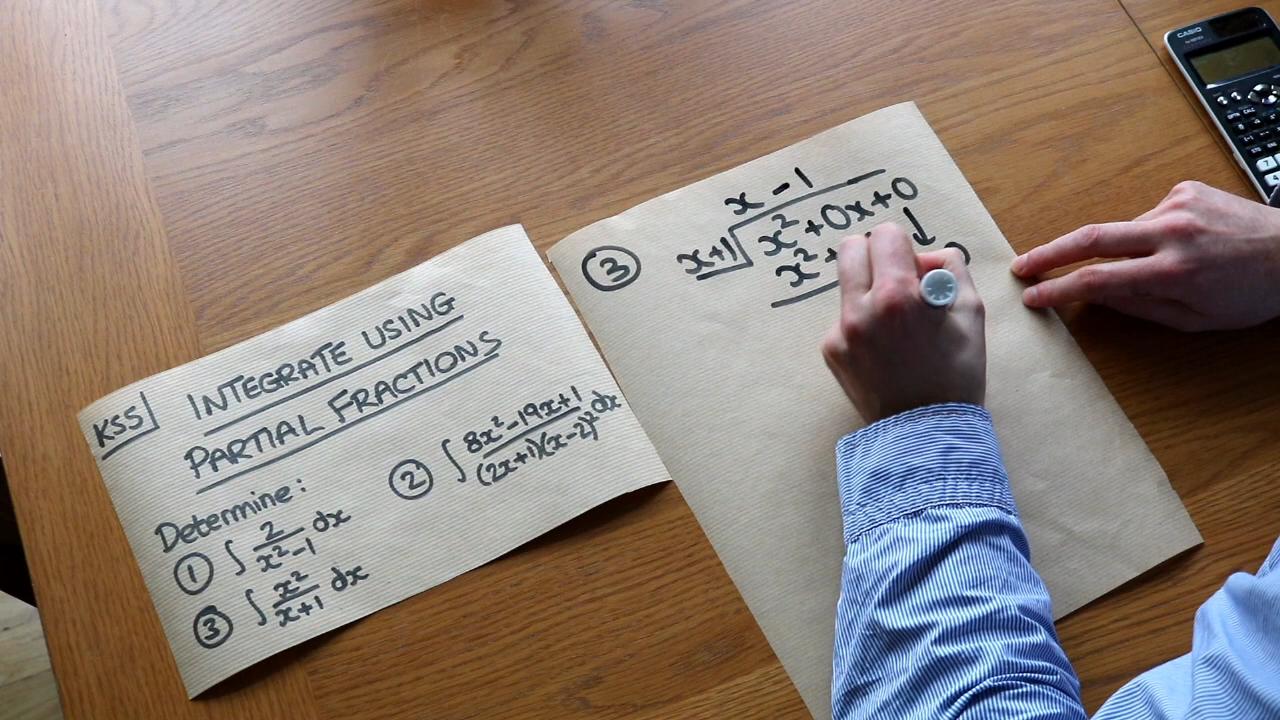 KSS INTEGRATE USING
PARTIAL FRACTIONS
Determine:
① ∫ 2/(x²-1) dx
② ∫ (8x²-19x+1)/((2x+1)(x-2)²) dx
③ ∫ x²/(x+1) dx
③
x - 1
x+1 x²+0x+0
x²+
CASIO